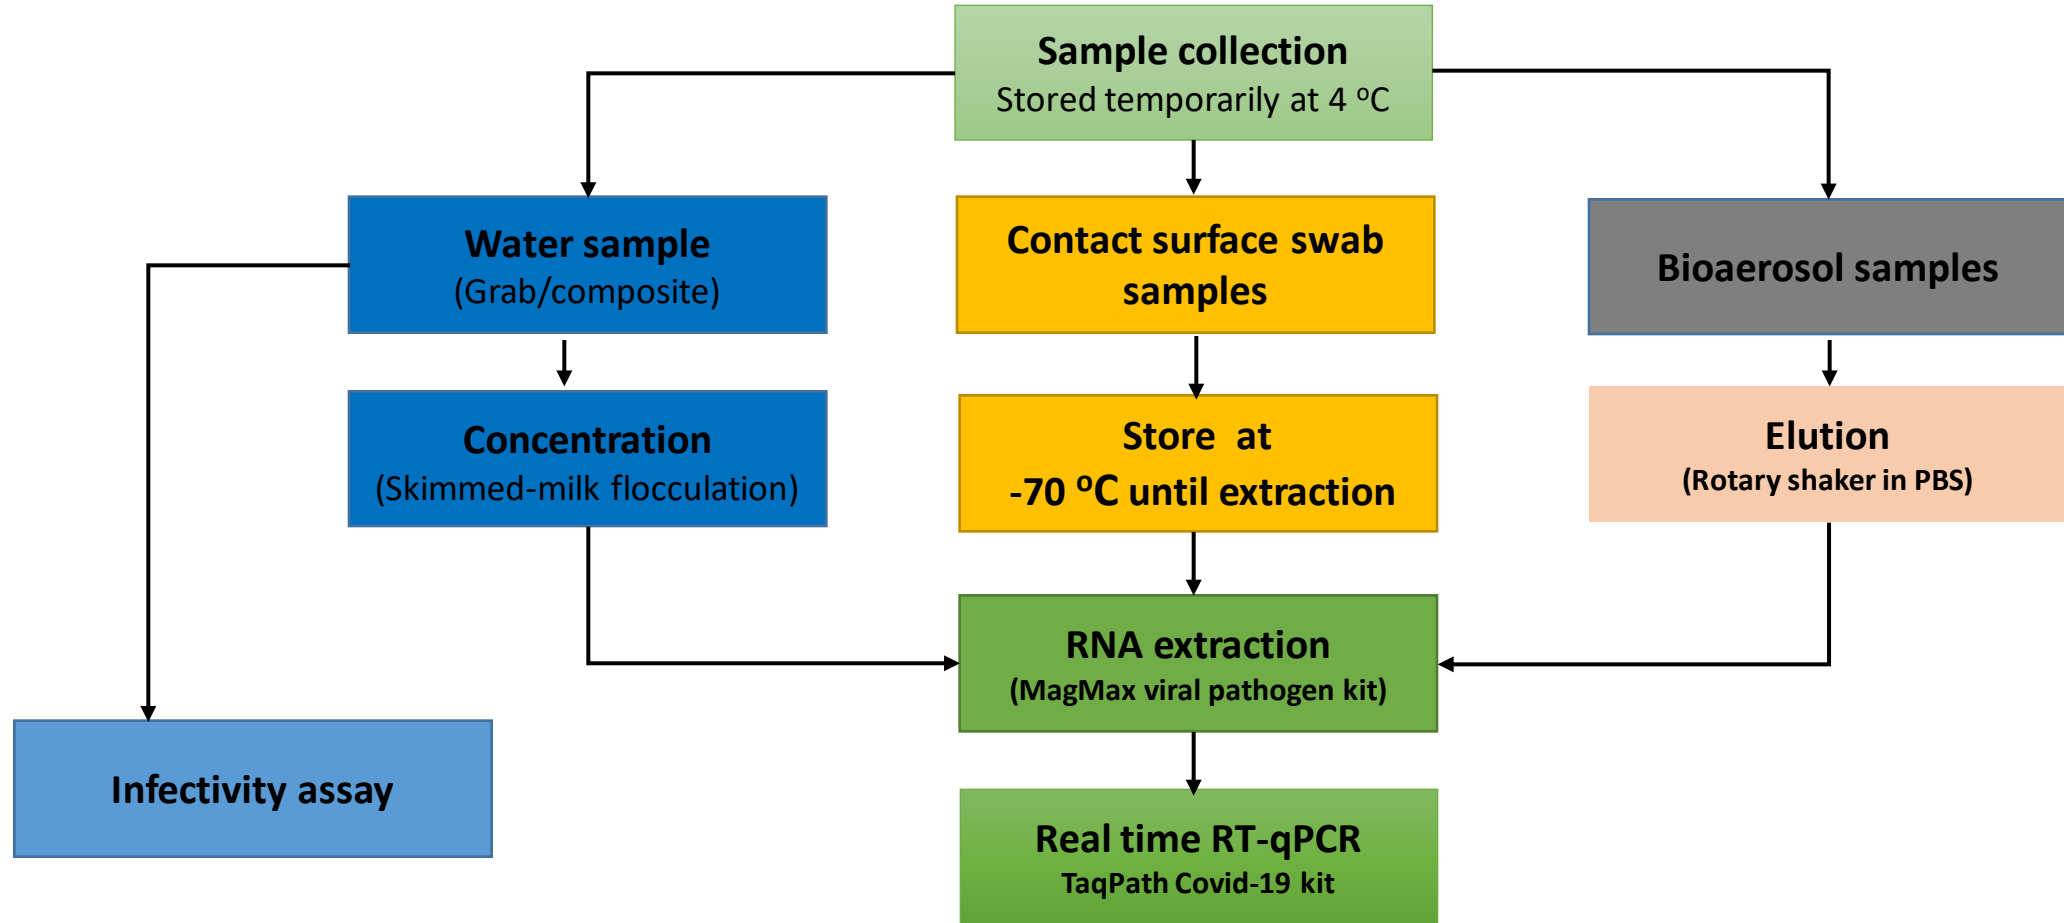 Sample collection
Stored temporarily at 4 ºC
Water sample
(Grab/composite)
Contact surface swab
samples
Bioaerosol samples
Concentration
(Skimmed-milk flocculation)
Store at
-70 ºC until extraction
Elution
(Rotary shaker in PBS)
RNA extraction
(MagMax viral pathogen kit)
Infectivity assay
Real time RT-qPCR
TaqPath Covid-19 kit